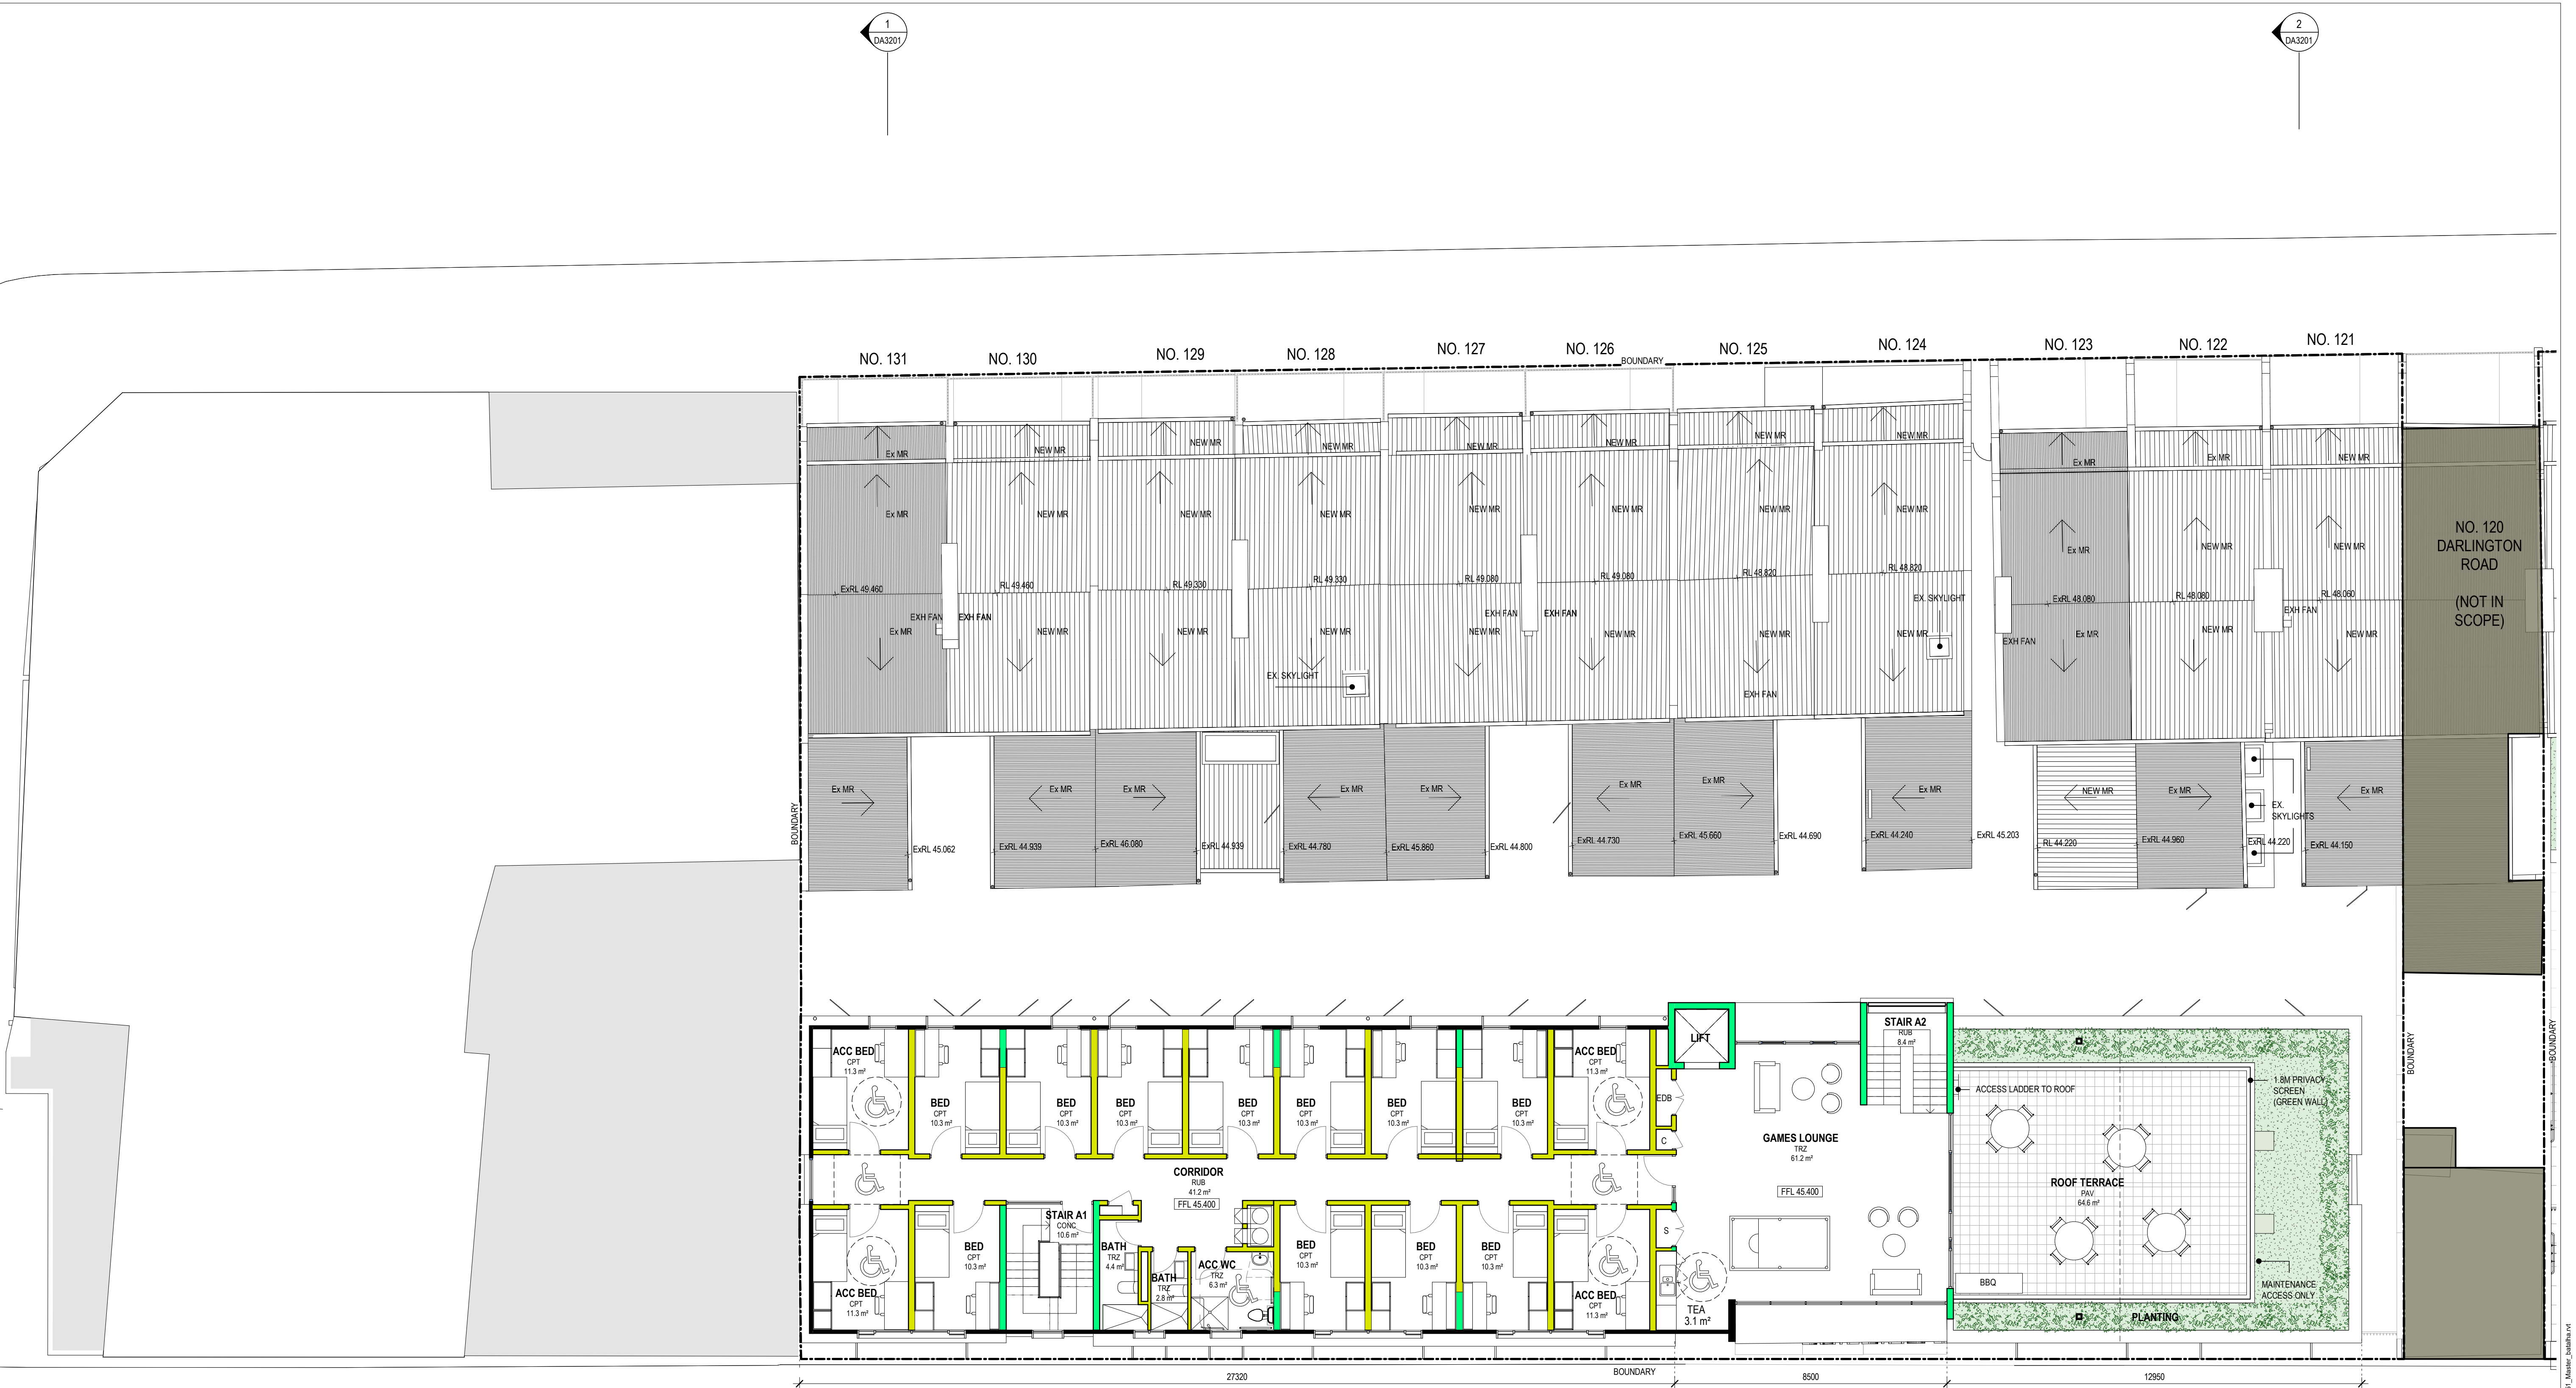 1
DA3201
2
DA3201
NO. 131
NO. 130
NO. 129
NO. 128
NO. 127
NO. 126
BOUNDARY
NO. 125
NO. 124
NO. 123
NO. 122
NO. 121
Ex MR
NEW MR
NEW MR
NEW MR
NEW MR
NEW MR
NEW MR
NEW MR
Ex MR
Ex MR
NEW MR
Ex MR
NEW MR
NEW MR
NEW MR
NEW MR
NEW MR
NEW MR
NEW MR
Ex MR
NEW MR
NEW MR
NO. 120
DARLINGTON
ROAD
(NOT IN
SCOPE)
ExRL 49.460
RL 49.460
RL 49.330
RL 49.330
RL 49.080
RL 49.080
RL 48.820
RL 48.820
ExRL 48.080
RL 48.080
RL 48.060
EXH FAN
EXH FAN
EXH FAN
EXH FAN
EX. SKYLIGHT
EXH FAN
Ex MR
NEW MR
NEW MR
NEW MR
NEW MR
NEW MR
NEW MR
NEW MR
Ex MR
NEW MR
NEW MR
EXH FAN
EX. SKYLIGHT
EXH FAN
Ex MR
Ex MR
Ex MR
Ex MR
Ex MR
Ex MR
Ex MR
Ex MR
NEW MR
Ex MR
Ex MR
EX.
SKYLIGHTS
BOUNDARY
ExRL 45.062
ExRL 44.939
ExRL 46.080
ExRL 44.939
ExRL 44.780
ExRL 45.860
ExRL 44.800
ExRL 44.730
ExRL 45.660
ExRL 44.690
ExRL 44.240
ExRL 45.203
RL 44.220
ExRL 44.960
ExRL 44.220
ExRL 44.150
ACC BED
CPT
11.3 m²
BED
CPT
10.3 m²
BED
CPT
10.3 m²
BED
CPT
10.3 m²
BED
CPT
10.3 m²
BED
CPT
10.3 m²
BED
CPT
10.3 m²
BED
CPT
10.3 m²
ACC BED
CPT
11.3 m²
EDB
C
LIFT
STAIR A2
RUB
8.4 m²
ACCESS LADDER TO ROOF
1.8M PRIVACY
SCREEN
(GREEN WALL)
BOUNDARY
BOUNDARY
GAMES LOUNGE
TRZ
61.2 m²
FFL 45.400
CORRIDOR
RUB
41.2 m²
FFL 45.400
ROOF TERRACE
PAV
64.6 m²
ACC BED
CPT
11.3 m²
BED
CPT
10.3 m²
STAIR A1
CONC
10.6 m²
BATH
TRZ
4.4 m²
BATH
TRZ
2.8 m²
ACC WC
TRZ
6.3 m²
BED
CPT
10.3 m²
BED
CPT
10.3 m²
BED
CPT
10.3 m²
ACC BED
CPT
11.3 m²
S
TEA
3.1 m²
BBQ
MAINTENANCE
ACCESS ONLY
PLANTING
BOUNDARY
27320
8500
12950